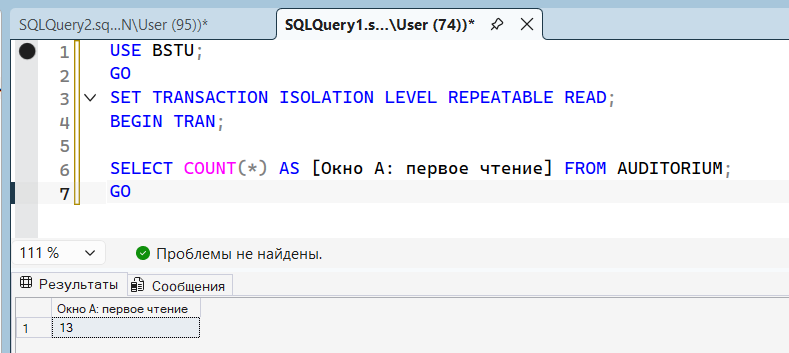 SQLQuery2.sq...N\User (95))*
SQLQuery1.s...\User (74))*
1 USE BSTU;
2 GO
3 SET TRANSACTION ISOLATION LEVEL REPEATABLE READ;
4 BEGIN TRAN;
5
6 SELECT COUNT(*) AS [Окно А: первое чтение] FROM AUDITORIUM;
7 GO
111 %
Проблемы не найдены.
Результаты
Сообщения
Окно А: первое чтение
1 13